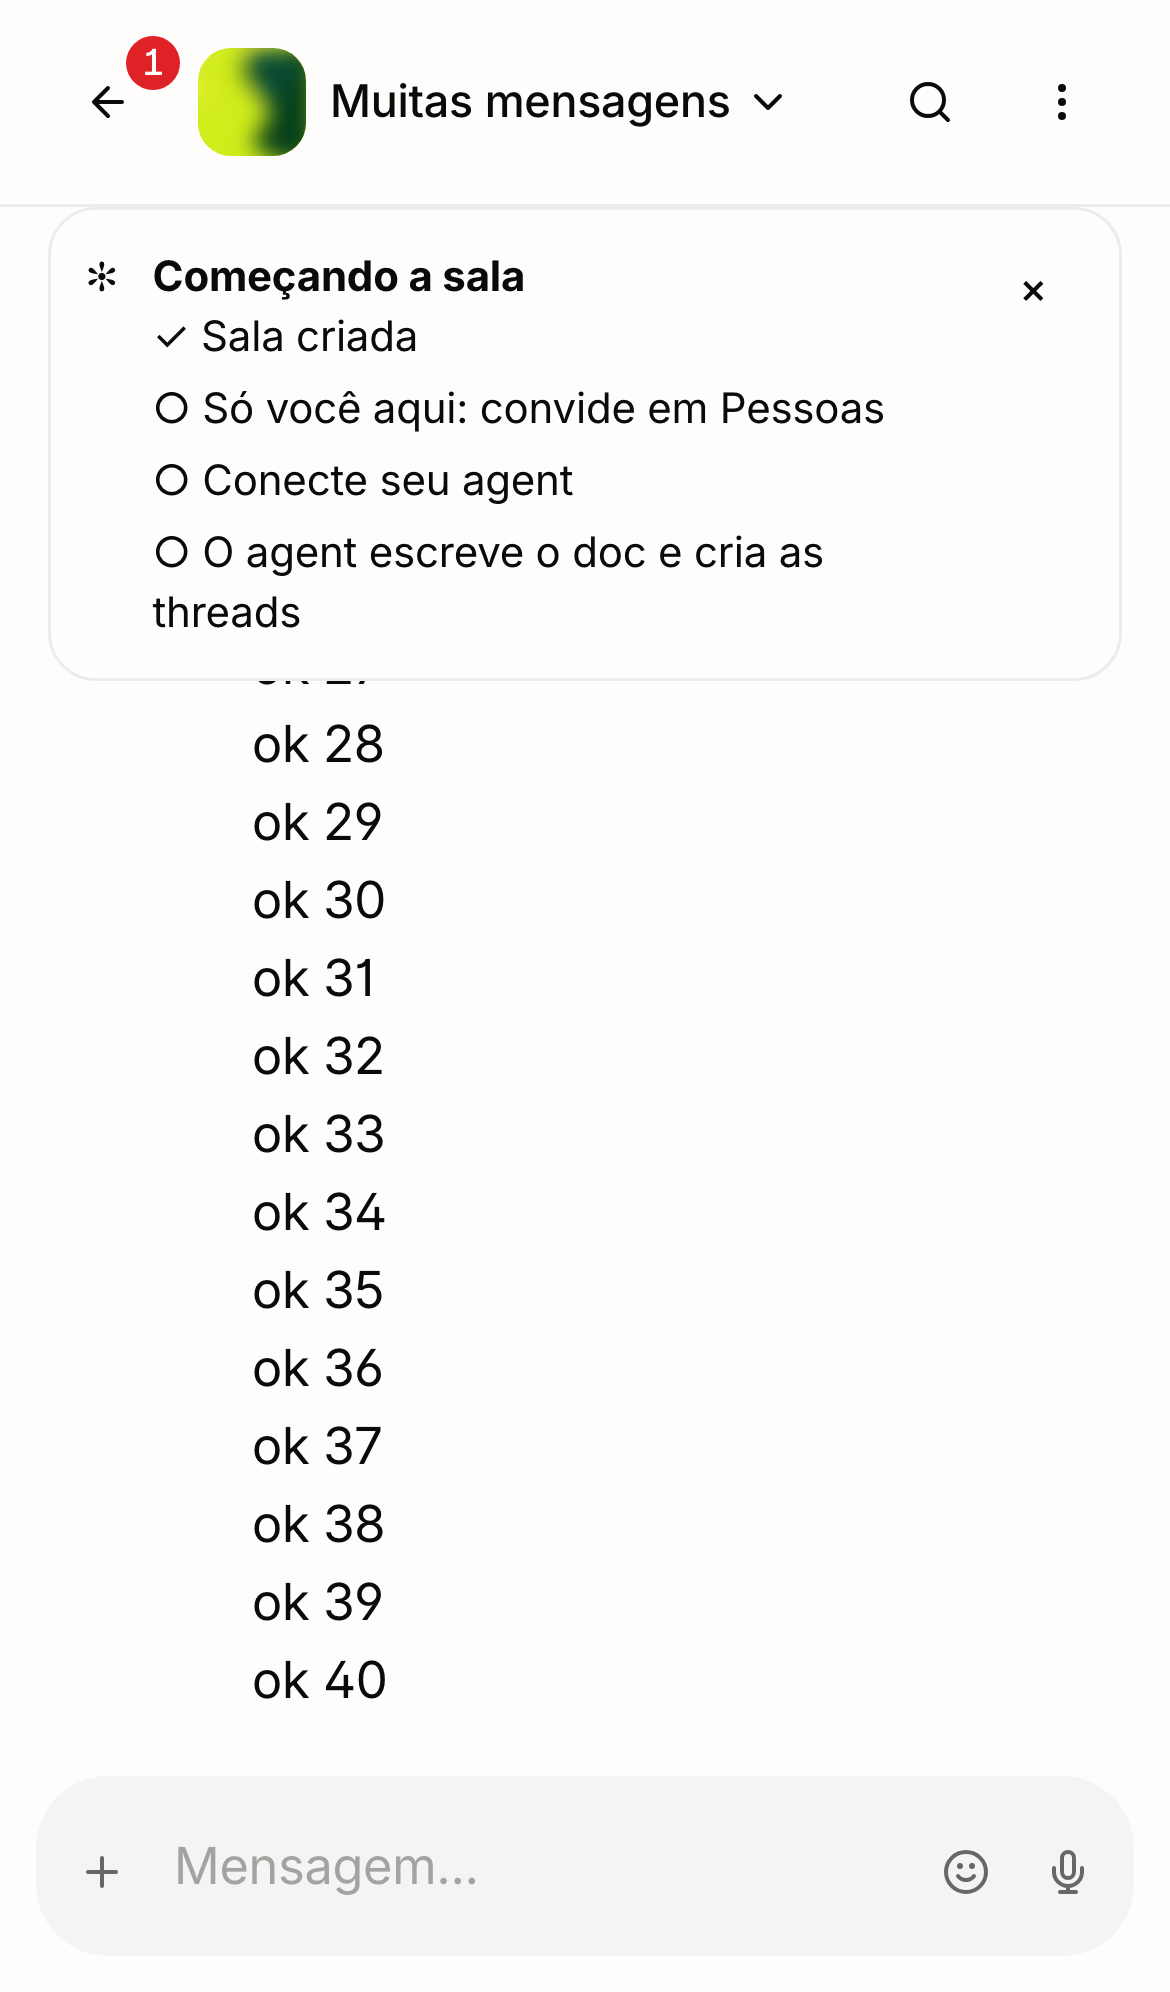 1
Muitas mensagens
Começando a sala
✓ Sala criada
○ Só você aqui: convide em Pessoas
○ Conecte seu agent
○ O agent escreve o doc e cria as
threads
ok 28
ok 29
ok 30
ok 31
ok 32
ok 33
ok 34
ok 35
ok 36
ok 37
ok 38
ok 39
ok 40
Mensagem...